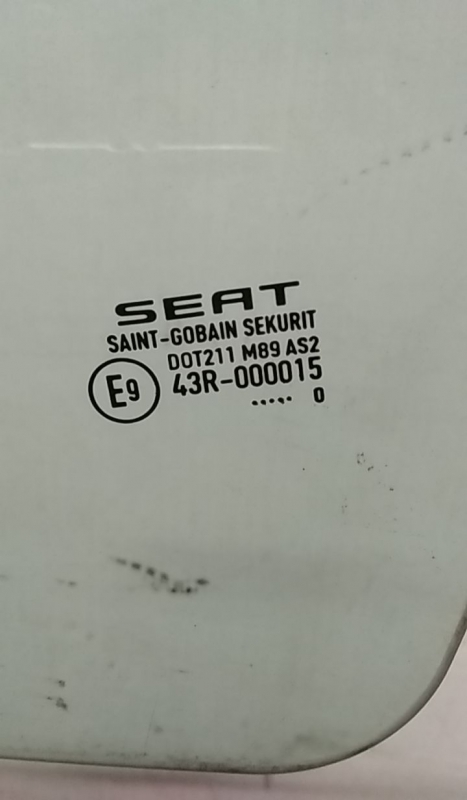 SEAT
SAINT-GOBAIN SEKURIT
DOT211 M89 AS2
E9 43R-000015
..... 0